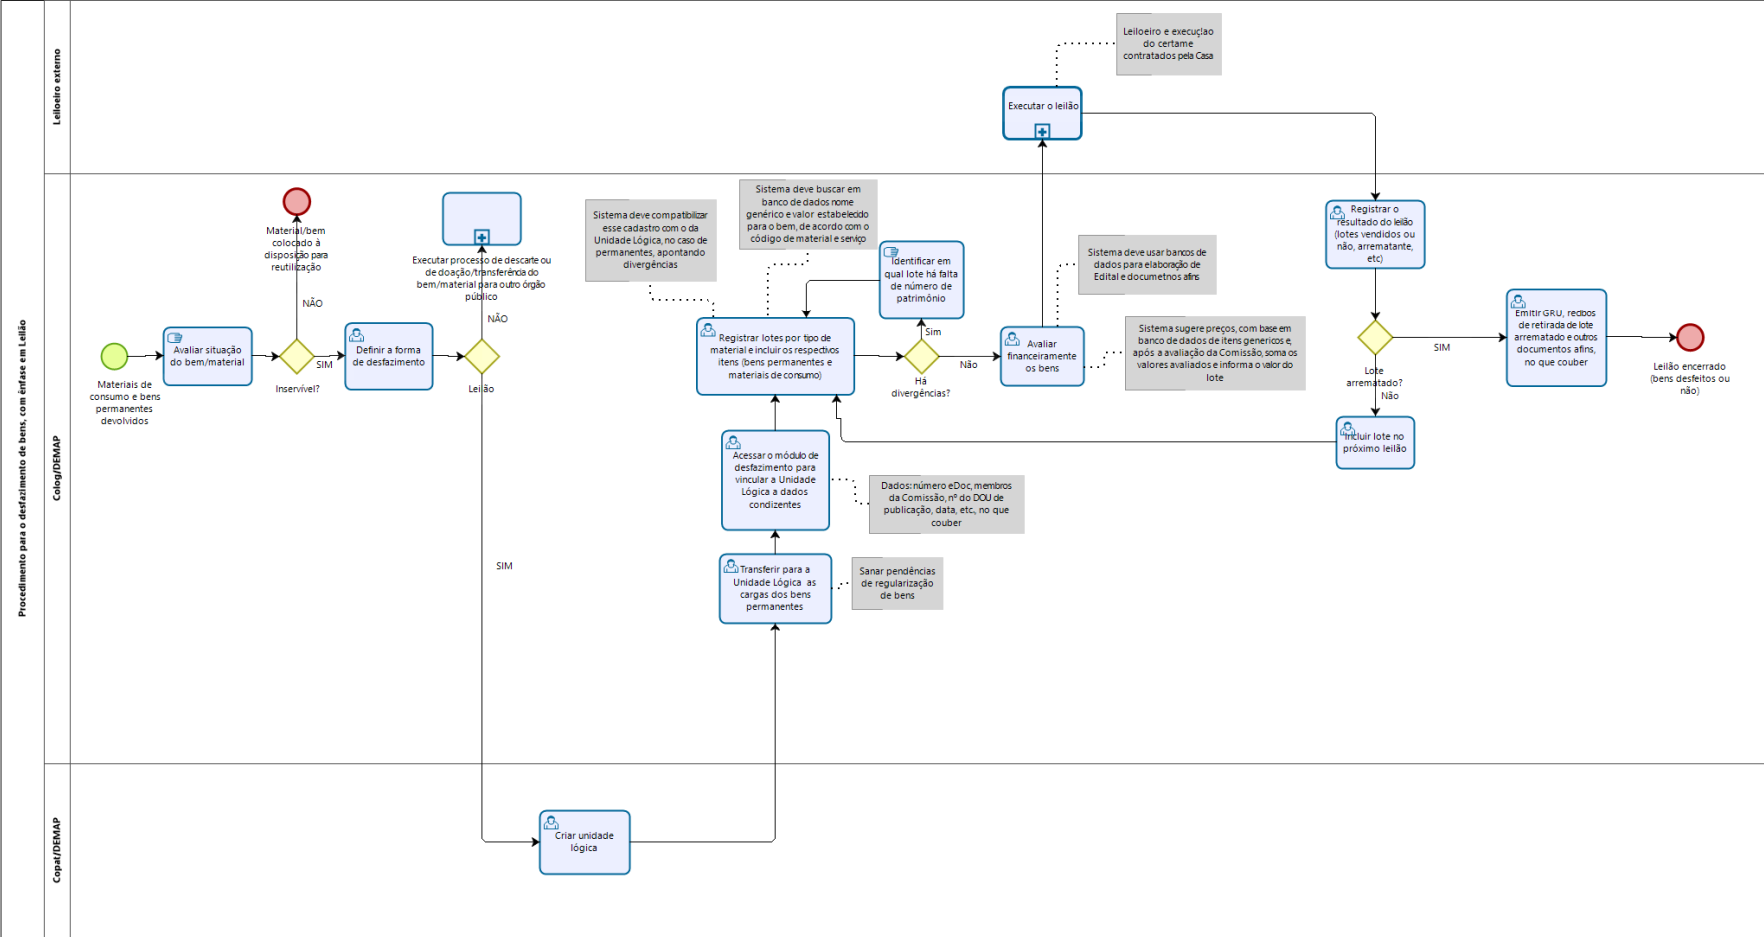 Procedimento para o desfazimento de bens, com ênfase em Leilão
Leiloeiro externo
Leiloeiro e execuçlao
do certame
contratados pela Casa
Executar o leilão
Colog/DEMAP
Materiais de
consumo e bens
permanentes
devolvidos
Avaliar situação
do bem/material
Inservível?
NÃO
SIM
Material/bem
colocado à
disposição para
reutilização
Definir a forma
de desfazimento
Leilão
NÃO
SIM
Executar processo de descarte ou
de doação/transferênda do
bem/material para outro órgão
público
Sistema deve compatibilizar
esse cadastro com o da
Unidade Lógica, no caso de
permanentes, apontando
divergências
Sistema deve buscar em
banco de dados nome
genérico e valor estabelecido
para o bem, de acordo com o
código de material e serviço
Registrar lotes por tipo de
material e incluir os respectivos
itens (bens permanentes e
materiais de consumo)
Identificar em
qual lote há falta
de número de
patrimônio
Sim
Há
divergências?
Não
Avaliar
financeiramente
os bens
Sistema deve usar bancos de
dados para elaboração de
Edital e documetnos afins
Sistema sugere preços, com base em
banco de dados de itens genericos e,
após a avaliação da Comissão, soma os
valores avaliados e informa o valor do
lote
Registrar o
resultado do leilão
(lotes vendidos ou
não, arrematante,
etc)
Lote
arrematado?
SIM
Não
Emitir GRU, recibos
de retirada de lote
arrematado e outros
documentos afins,
no que couber
Leilão encerrado
(bens desfeitos ou
não)
Incluir lote no
próximo leilão
Acessar o módulo de
desfazimento para
vincular a Unidade
Lógica a dados
condizentes
Dados: número eDoc, membros
da Comissão, nº do DOU de
publicação, data, etc., no que
couber
Transferir para a
Unidade Lógica as
cargas dos bens
permanentes
Sanar pendências
de regularização
de bens
Copat/DEMAP
Criar unidade
lógica